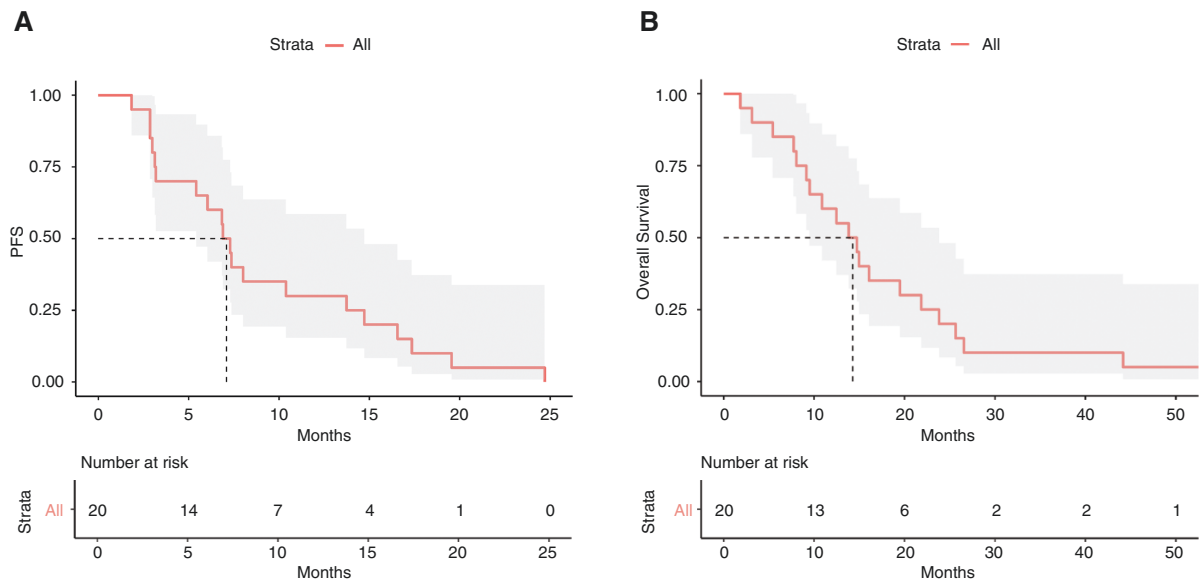 A
Strata All
1.00
0.75
0.50
0.25
0.00
PFS
0 5 10 15 20 25
Months
Number at risk
Strata
All 20 14 7 4 1 0
0 5 10 15 20 25
Months
B
Strata All
1.00
0.75
0.50
0.25
0.00
Overall Survival
0 10 20 30 40 50
Months
Number at risk
Strata
All 20 13 6 2 2 1
0 10 20 30 40 50
Months